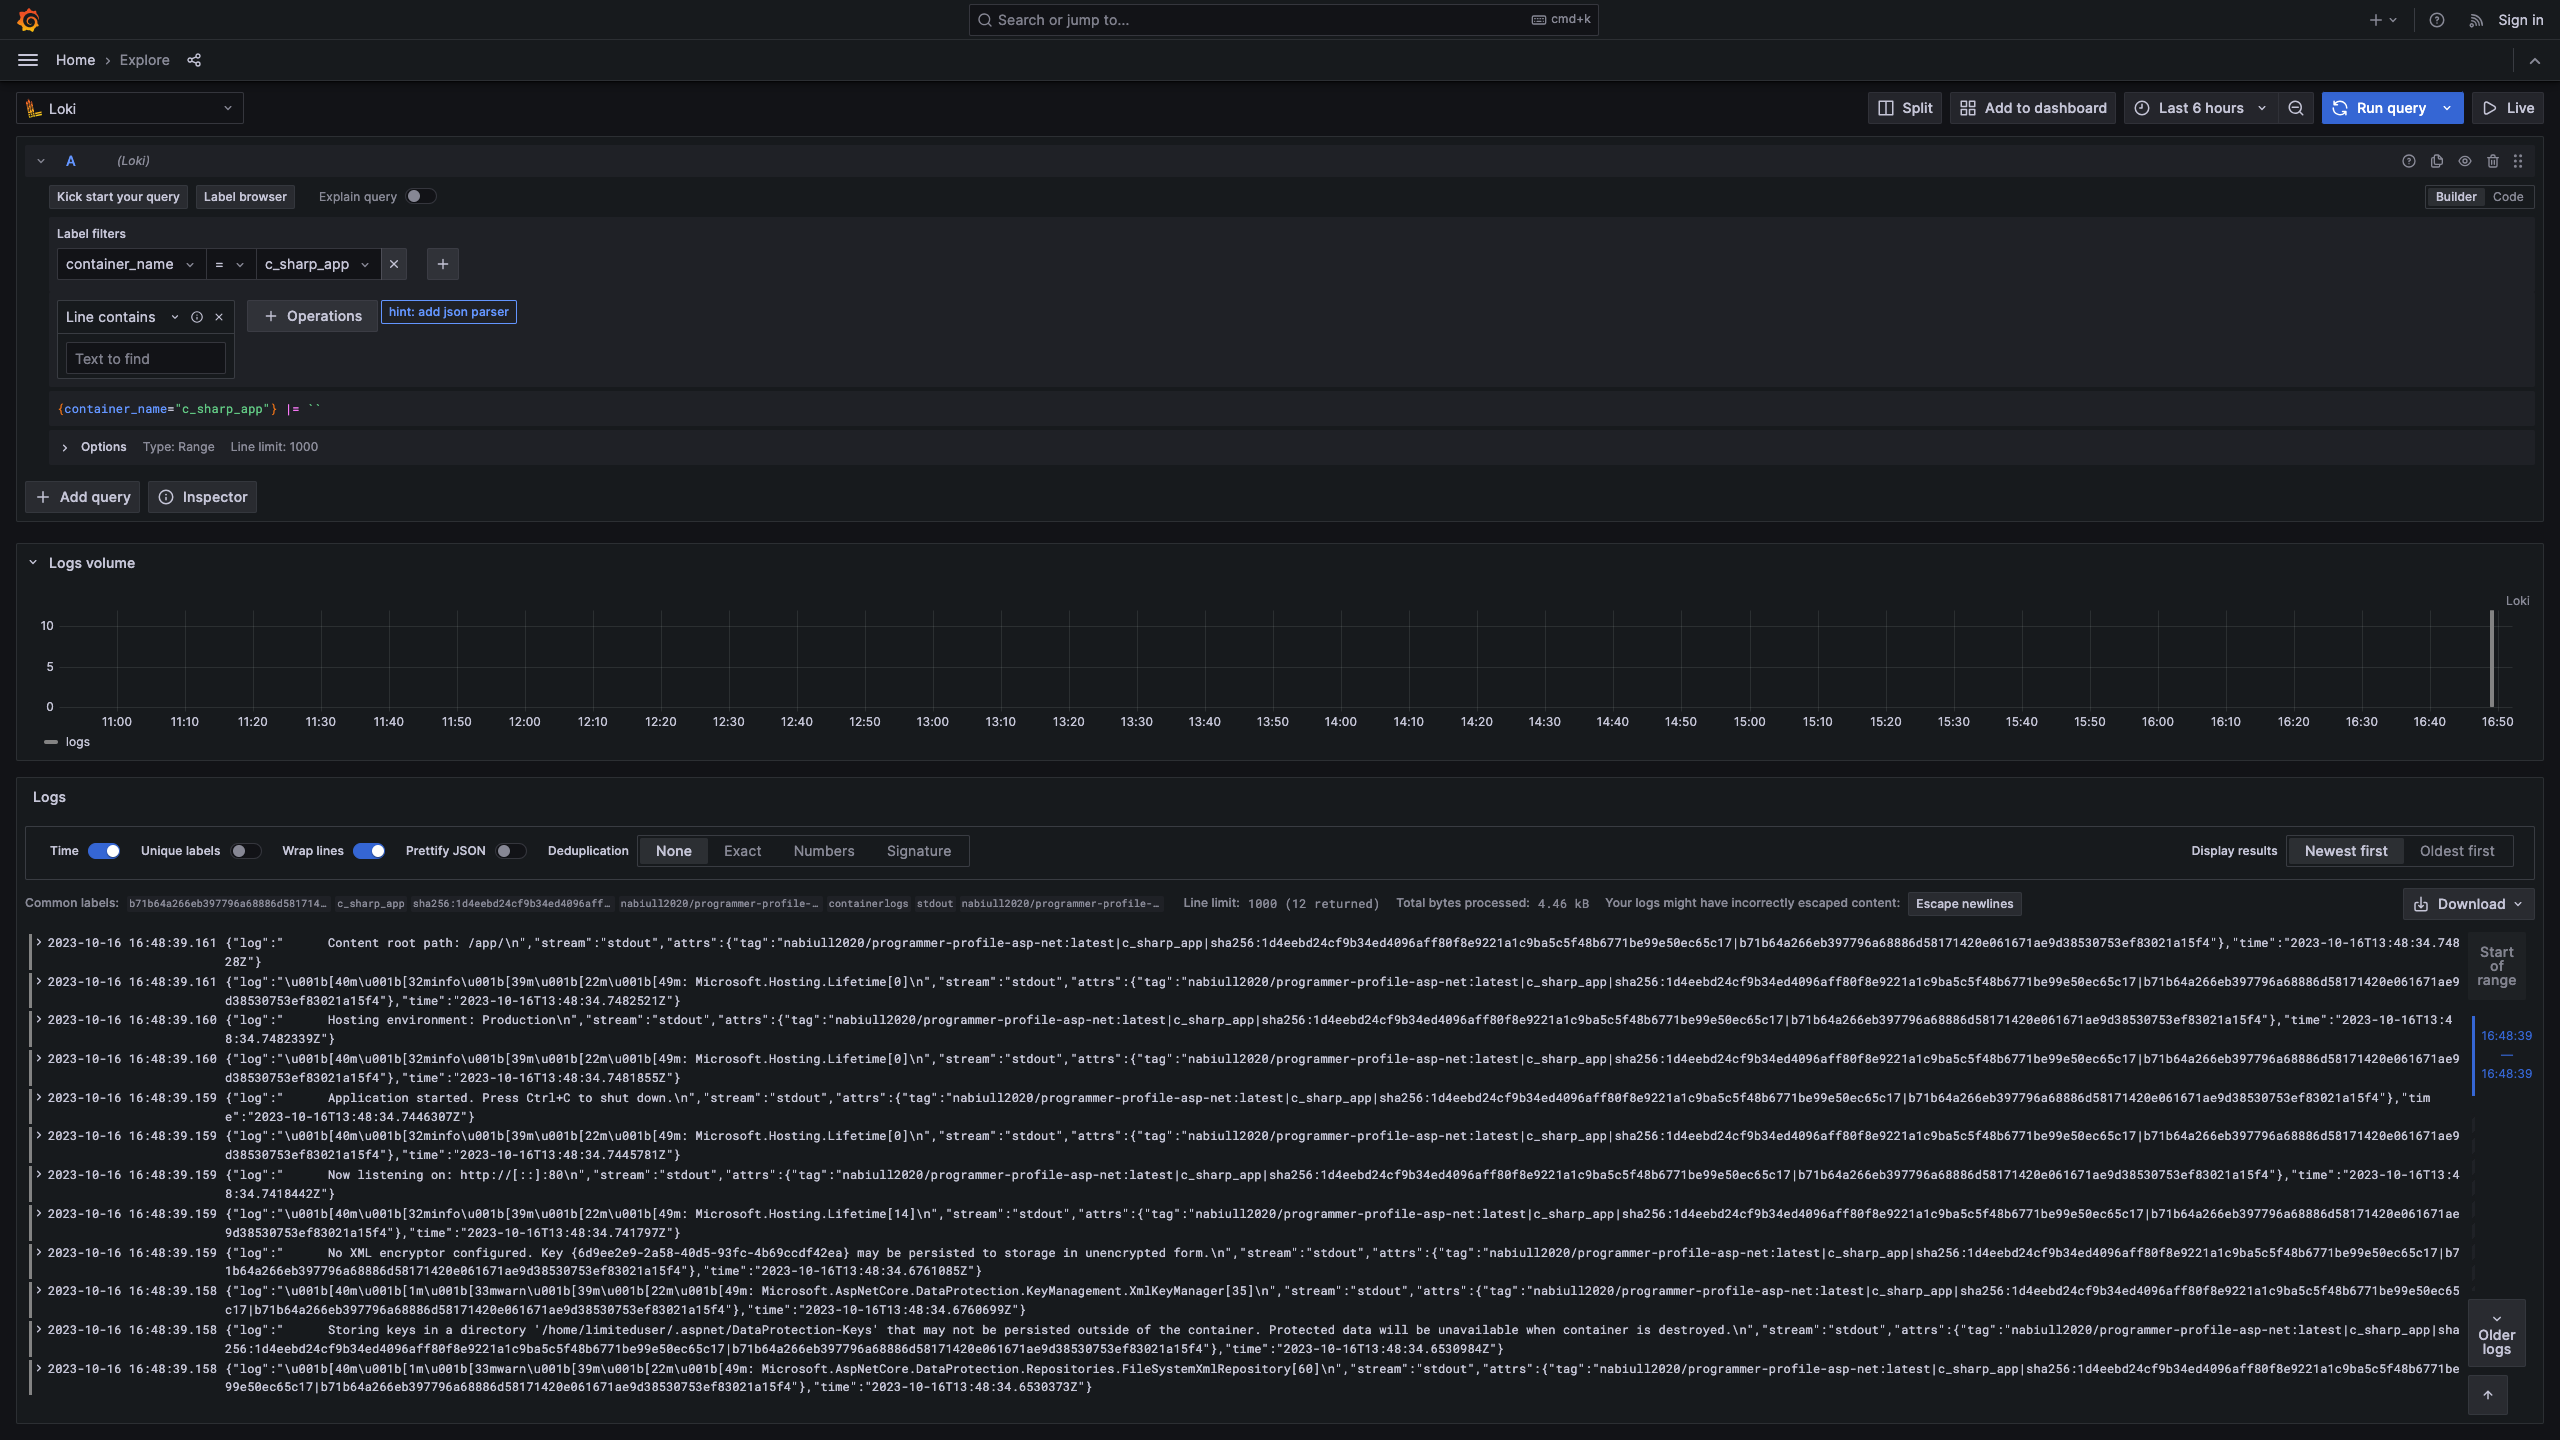 Search or jump to... cmd+k Sign in
Home › Explore
Loki Split Add to dashboard Last 6 hours Run query Live
A (Loki)
Kick start your query Label browser Explain query Builder Code
Label filters
container_name = c_sharp_app
Line contains Operations hint: add json parser
Text to find
{container_name="c_sharp_app"} |= ``
Options Type: Range Line limit: 1000
Add query Inspector
Logs volume
Loki
10
5
0
11:00 11:10 11:20 11:30 11:40 11:50 12:00 12:10 12:20 12:30 12:40 12:50 13:00 13:10 13:20 13:30 13:40 13:50 14:00 14:10 14:20 14:30 14:40 14:50 15:00 15:10 15:20 15:30 15:40 15:50 16:00 16:10 16:20 16:30 16:40 16:50
logs
Logs
Time Unique labels Wrap lines Prettify JSON Deduplication None Exact Numbers Signature Display results Newest first Oldest first
Common labels: b71b64a266eb397796a68886d581714… c_sharp_app sha256:1d4eebd24cf9b34ed4096aff… nabiull2020/programmer-profile-… containerlogs stdout nabiull2020/programmer-profile-… Line limit: 1000 (12 returned) Total bytes processed: 4.46 kB Your logs might have incorrectly escaped content: Escape newlines Download
2023-10-16 16:48:39.161 {"log":"      Content root path: /app/\n","stream":"stdout","attrs":{"tag":"nabiull2020/programmer-profile-asp-net:latest|c_sharp_app|sha256:1d4eebd24cf9b34ed4096aff80f8e9221a1c9ba5c5f48b6771be99e50ec65c17|b71b64a266eb397796a68886d58171420e061671ae9d38530753ef83021a15f4"},"time":"2023-10-16T13:48:34.748
28Z"}
2023-10-16 16:48:39.161 {"log":"\u001b[40m\u001b[32minfo\u001b[39m\u001b[22m\u001b[49m: Microsoft.Hosting.Lifetime[0]\n","stream":"stdout","attrs":{"tag":"nabiull2020/programmer-profile-asp-net:latest|c_sharp_app|sha256:1d4eebd24cf9b34ed4096aff80f8e9221a1c9ba5c5f48b6771be99e50ec65c17|b71b64a266eb397796a68886d58171420e061671ae9
d38530753ef83021a15f4"},"time":"2023-10-16T13:48:34.7482521Z"}
2023-10-16 16:48:39.160 {"log":"      Hosting environment: Production\n","stream":"stdout","attrs":{"tag":"nabiull2020/programmer-profile-asp-net:latest|c_sharp_app|sha256:1d4eebd24cf9b34ed4096aff80f8e9221a1c9ba5c5f48b6771be99e50ec65c17|b71b64a266eb397796a68886d58171420e061671ae9d38530753ef83021a15f4"},"time":"2023-10-16T13:4
8:34.7482339Z"}
2023-10-16 16:48:39.160 {"log":"\u001b[40m\u001b[32minfo\u001b[39m\u001b[22m\u001b[49m: Microsoft.Hosting.Lifetime[0]\n","stream":"stdout","attrs":{"tag":"nabiull2020/programmer-profile-asp-net:latest|c_sharp_app|sha256:1d4eebd24cf9b34ed4096aff80f8e9221a1c9ba5c5f48b6771be99e50ec65c17|b71b64a266eb397796a68886d58171420e061671ae9
d38530753ef83021a15f4"},"time":"2023-10-16T13:48:34.7481855Z"}
2023-10-16 16:48:39.159 {"log":"      Application started. Press Ctrl+C to shut down.\n","stream":"stdout","attrs":{"tag":"nabiull2020/programmer-profile-asp-net:latest|c_sharp_app|sha256:1d4eebd24cf9b34ed4096aff80f8e9221a1c9ba5c5f48b6771be99e50ec65c17|b71b64a266eb397796a68886d58171420e061671ae9d38530753ef83021a15f4"},"tim
e":"2023-10-16T13:48:34.7446307Z"}
2023-10-16 16:48:39.159 {"log":"\u001b[40m\u001b[32minfo\u001b[39m\u001b[22m\u001b[49m: Microsoft.Hosting.Lifetime[0]\n","stream":"stdout","attrs":{"tag":"nabiull2020/programmer-profile-asp-net:latest|c_sharp_app|sha256:1d4eebd24cf9b34ed4096aff80f8e9221a1c9ba5c5f48b6771be99e50ec65c17|b71b64a266eb397796a68886d58171420e061671ae9
d38530753ef83021a15f4"},"time":"2023-10-16T13:48:34.7445781Z"}
2023-10-16 16:48:39.159 {"log":"      Now listening on: http://[::]:80\n","stream":"stdout","attrs":{"tag":"nabiull2020/programmer-profile-asp-net:latest|c_sharp_app|sha256:1d4eebd24cf9b34ed4096aff80f8e9221a1c9ba5c5f48b6771be99e50ec65c17|b71b64a266eb397796a68886d58171420e061671ae9d38530753ef83021a15f4"},"time":"2023-10-16T13:4
8:34.7418442Z"}
2023-10-16 16:48:39.159 {"log":"\u001b[40m\u001b[32minfo\u001b[39m\u001b[22m\u001b[49m: Microsoft.Hosting.Lifetime[14]\n","stream":"stdout","attrs":{"tag":"nabiull2020/programmer-profile-asp-net:latest|c_sharp_app|sha256:1d4eebd24cf9b34ed4096aff80f8e9221a1c9ba5c5f48b6771be99e50ec65c17|b71b64a266eb397796a68886d58171420e061671ae
9d38530753ef83021a15f4"},"time":"2023-10-16T13:48:34.741797Z"}
2023-10-16 16:48:39.159 {"log":"      No XML encryptor configured. Key {6d9ee2e9-2a58-40d5-93fc-4b69ccdf42ea} may be persisted to storage in unencrypted form.\n","stream":"stdout","attrs":{"tag":"nabiull2020/programmer-profile-asp-net:latest|c_sharp_app|sha256:1d4eebd24cf9b34ed4096aff80f8e9221a1c9ba5c5f48b6771be99e50ec65c17|b7
1b64a266eb397796a68886d58171420e061671ae9d38530753ef83021a15f4"},"time":"2023-10-16T13:48:34.6761085Z"}
2023-10-16 16:48:39.158 {"log":"\u001b[40m\u001b[1m\u001b[33mwarn\u001b[39m\u001b[22m\u001b[49m: Microsoft.AspNetCore.DataProtection.KeyManagement.XmlKeyManager[35]\n","stream":"stdout","attrs":{"tag":"nabiull2020/programmer-profile-asp-net:latest|c_sharp_app|sha256:1d4eebd24cf9b34ed4096aff80f8e9221a1c9ba5c5f48b6771be99e50ec65
c17|b71b64a266eb397796a68886d58171420e061671ae9d38530753ef83021a15f4"},"time":"2023-10-16T13:48:34.6760699Z"}
2023-10-16 16:48:39.158 {"log":"      Storing keys in a directory '/home/limiteduser/.aspnet/DataProtection-Keys' that may not be persisted outside of the container. Protected data will be unavailable when container is destroyed.\n","stream":"stdout","attrs":{"tag":"nabiull2020/programmer-profile-asp-net:latest|c_sharp_app|sha
256:1d4eebd24cf9b34ed4096aff80f8e9221a1c9ba5c5f48b6771be99e50ec65c17|b71b64a266eb397796a68886d58171420e061671ae9d38530753ef83021a15f4"},"time":"2023-10-16T13:48:34.6530984Z"}
2023-10-16 16:48:39.158 {"log":"\u001b[40m\u001b[1m\u001b[33mwarn\u001b[39m\u001b[22m\u001b[49m: Microsoft.AspNetCore.DataProtection.Repositories.FileSystemXmlRepository[60]\n","stream":"stdout","attrs":{"tag":"nabiull2020/programmer-profile-asp-net:latest|c_sharp_app|sha256:1d4eebd24cf9b34ed4096aff80f8e9221a1c9ba5c5f48b6771be
99e50ec65c17|b71b64a266eb397796a68886d58171420e061671ae9d38530753ef83021a15f4"},"time":"2023-10-16T13:48:34.6530373Z"}
Start
of
range
16:48:39
—
16:48:39
Older
logs